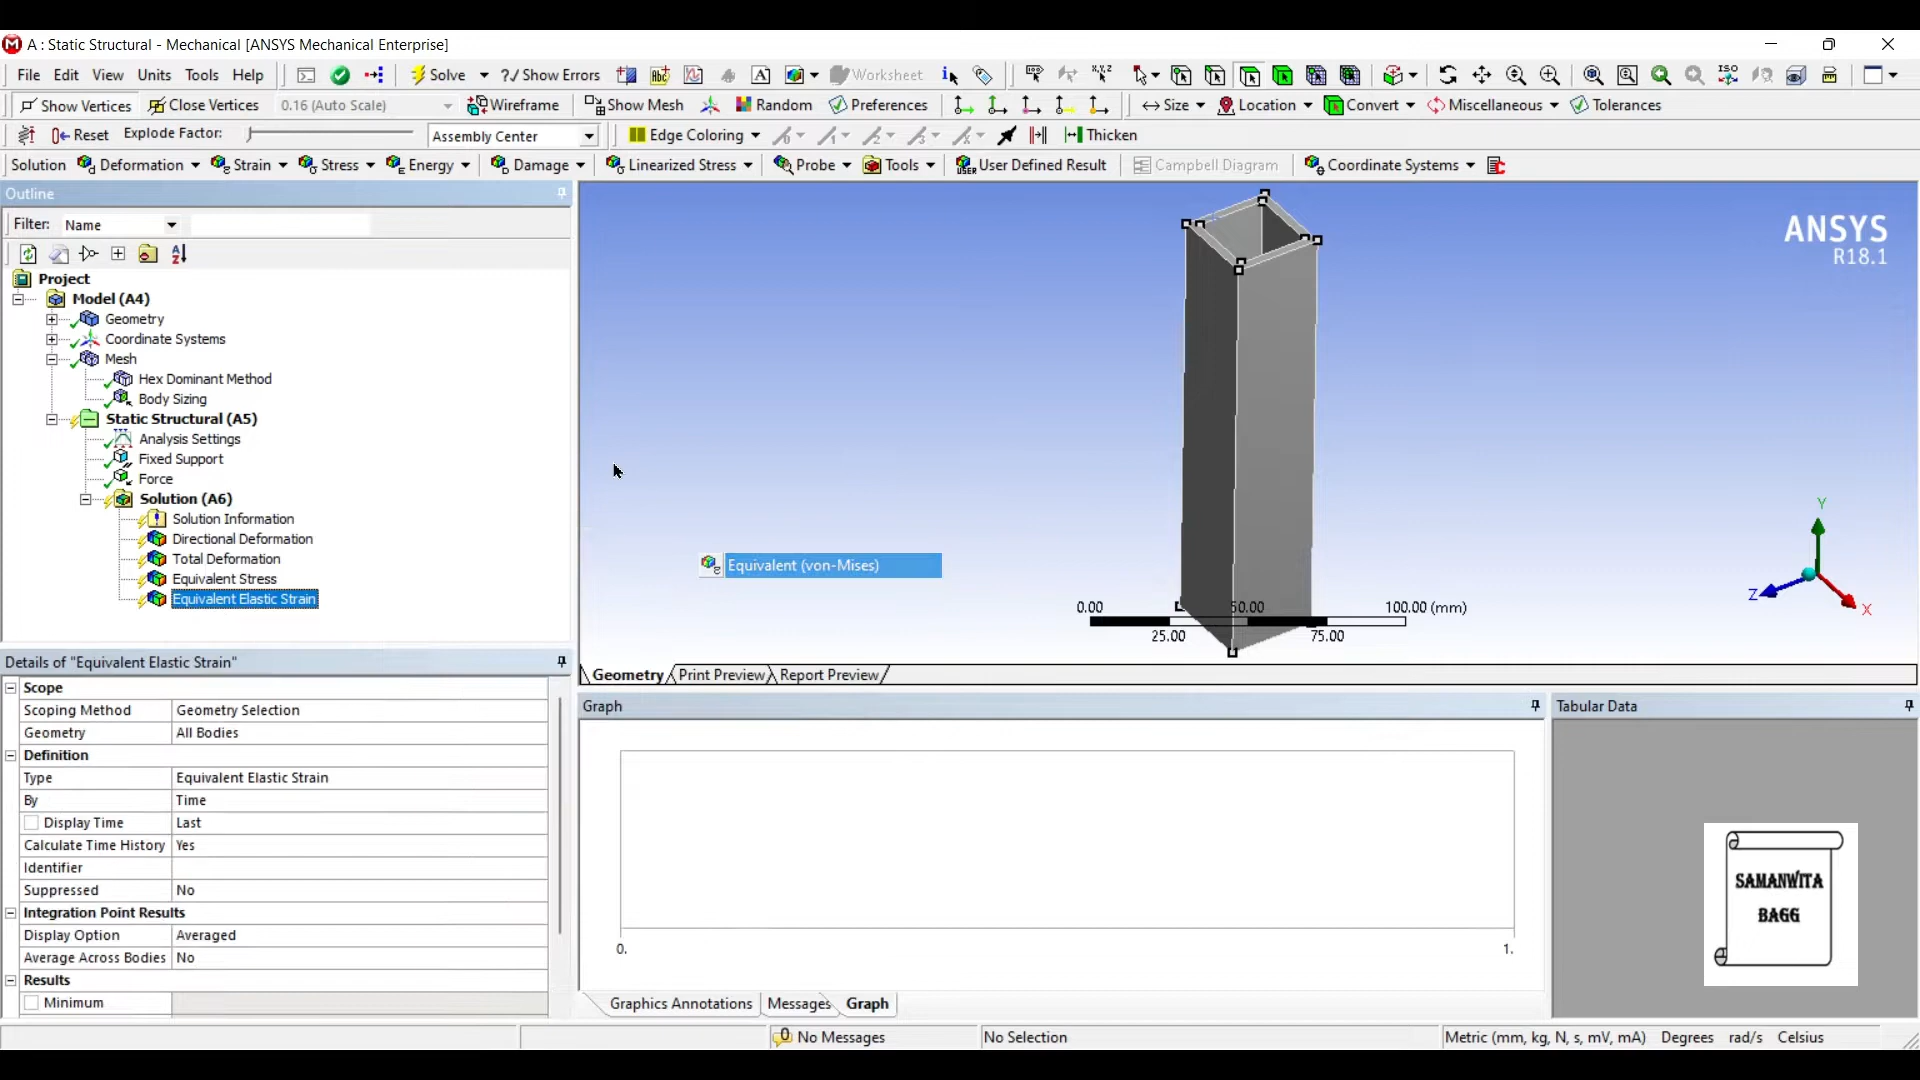 A : Static Structural - Mechanical [ANSYS Mechanical Enterprise]
File Edit View Units Tools Help Solve ?/ Show Errors Worksheet
Show Vertices Close Vertices 0.16 (Auto Scale) Wireframe Show Mesh Random Preferences Size Location Convert Miscellaneous Tolerances
Reset Explode Factor: Assembly Center Edge Coloring Thicken
Solution Deformation Strain Stress Energy Damage Linearized Stress Probe Tools User Defined Result Campbell Diagram Coordinate Systems
Outline
Filter: Name
Project
Model (A4)
Geometry
Coordinate Systems
Mesh
Hex Dominant Method
Body Sizing
Static Structural (A5)
Analysis Settings
Fixed Support
Force
Solution (A6)
Solution Information
Directional Deformation
Total Deformation
Equivalent Stress
Equivalent Elastic Strain
Details of "Equivalent Elastic Strain"
Scope
Scoping Method Geometry Selection
Geometry All Bodies
Definition
Type Equivalent Elastic Strain
By Time
Display Time Last
Calculate Time History Yes
Identifier
Suppressed No
Integration Point Results
Display Option Averaged
Average Across Bodies No
Results
Minimum
ANSYS
R18.1
Equivalent (von-Mises)
0.00 50.00 100.00 (mm)
25.00 75.00
Y
Z
X
Geometry Print Preview Report Preview
Graph
0. 1.
Graphics Annotations Messages Graph
Tabular Data
SAMANWITA
BAGG
No Messages No Selection Metric (mm, kg, N, s, mV, mA) Degrees rad/s Celsius